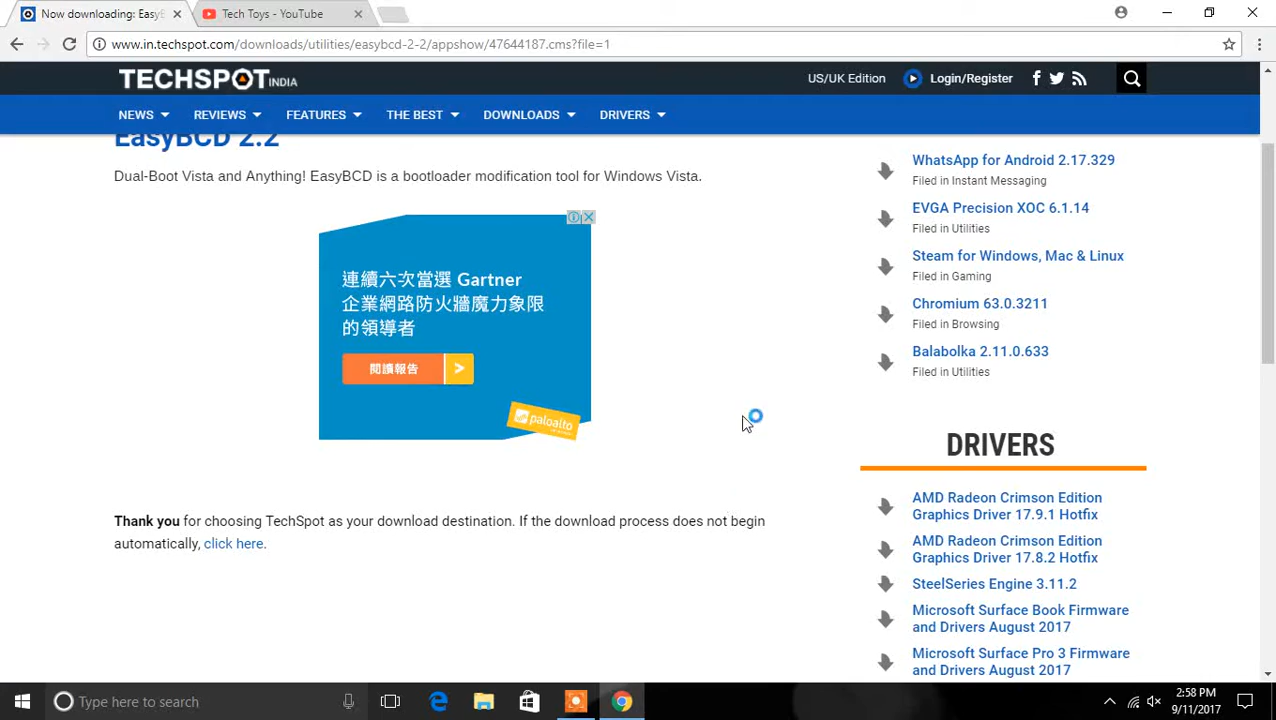 Now downloading: EasyB
Tech Toys - YouTube
www.in.techspot.com/downloads/utilities/easybcd-2-2/appshow/47644187.cms?file=1
TECHSPOT INDIA
US/UK Edition
Login/Register
NEWS
REVIEWS
FEATURES
THE BEST
DOWNLOADS
DRIVERS
EasyBCD 2.2
Dual-Boot Vista and Anything! EasyBCD is a bootloader modification tool for Windows Vista.
連續六次當選 Gartner
企業網路防火牆魔力象限
的領導者
閱讀報告 >
paloalto
Thank you for choosing TechSpot as your download destination. If the download process does not begin
automatically, click here.
WhatsApp for Android 2.17.329
Filed in Instant Messaging
EVGA Precision XOC 6.1.14
Filed in Utilities
Steam for Windows, Mac & Linux
Filed in Gaming
Chromium 63.0.3211
Filed in Browsing
Balabolka 2.11.0.633
Filed in Utilities
DRIVERS
AMD Radeon Crimson Edition
Graphics Driver 17.9.1 Hotfix
AMD Radeon Crimson Edition
Graphics Driver 17.8.2 Hotfix
SteelSeries Engine 3.11.2
Microsoft Surface Book Firmware
and Drivers August 2017
Microsoft Surface Pro 3 Firmware
and Drivers August 2017
Type here to search
2:58 PM
9/11/2017